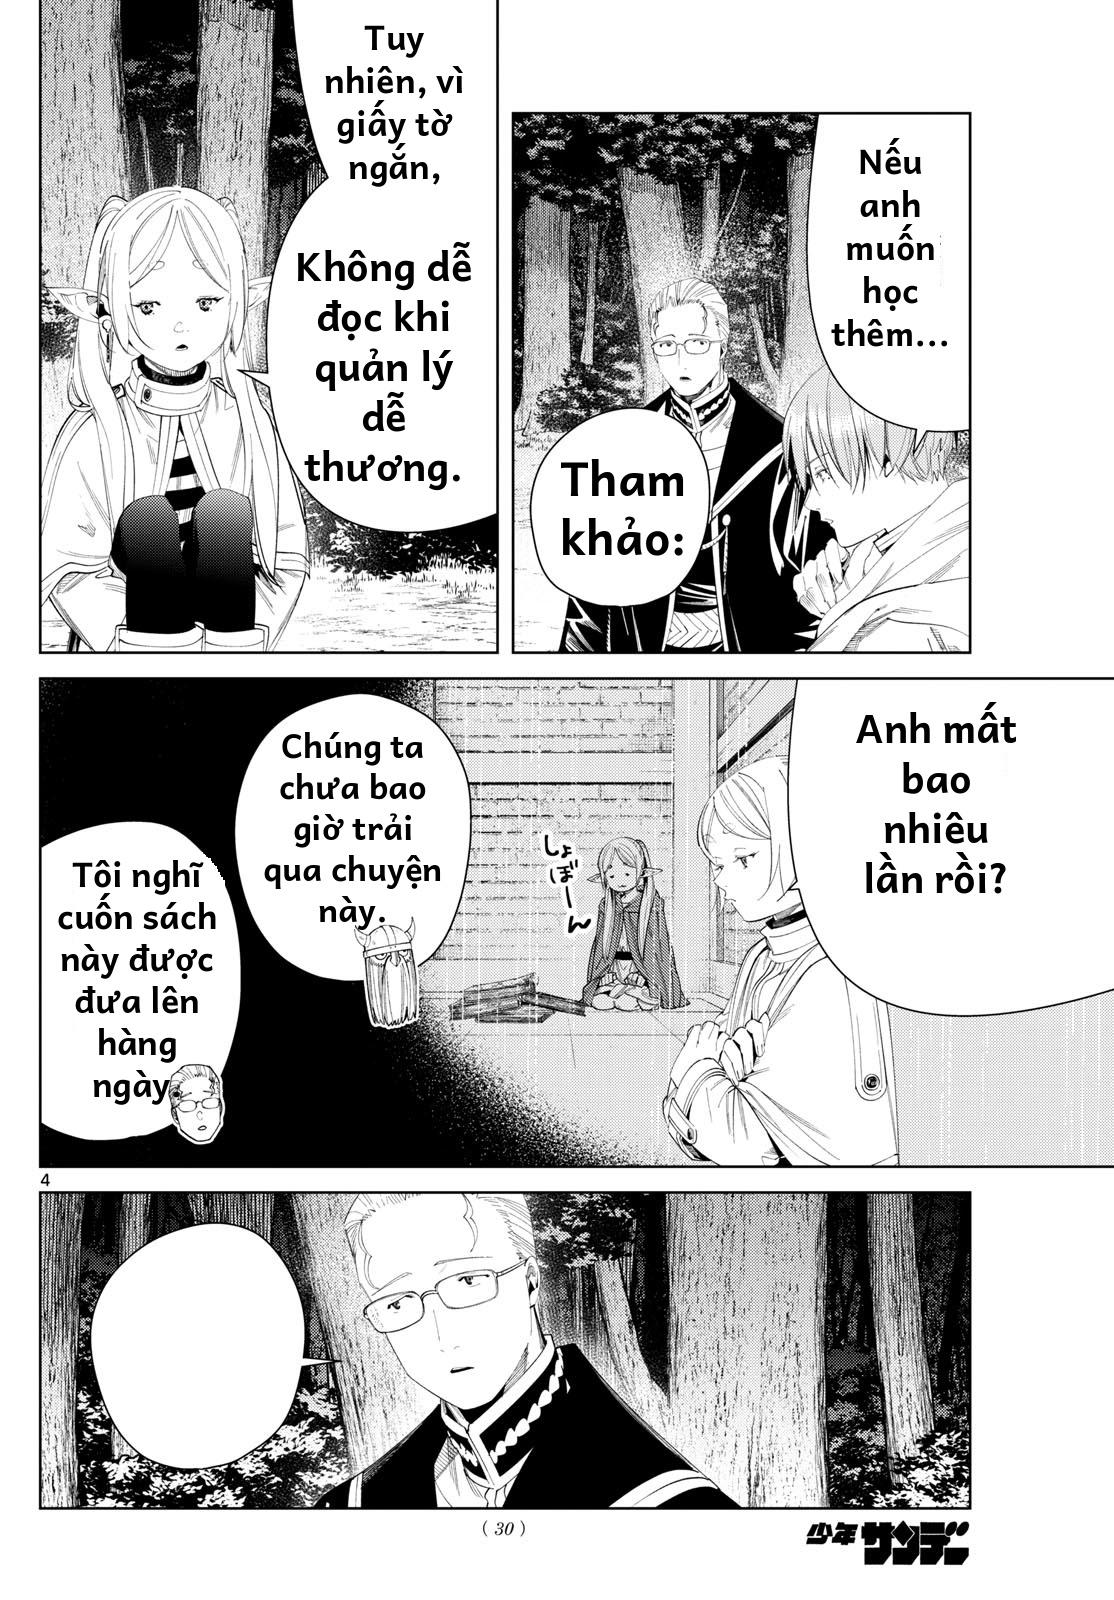 Nếu
anh
muốn
học
thêm...
Tham
khảo:
Tuy
nhiên, vì
giấy tờ
ngắn,
Không dễ
đọc khi
quản lý
dễ
thương.
Anh mất
bao
nhiêu
lần rồi?
しょぼーん
Chúng ta
chưa bao
giờ trải
qua chuyện
này.
Tôi nghĩ
cuốn sách
này được
đưa lên
hàng
ngày
4
( 30 )
少年サンデー